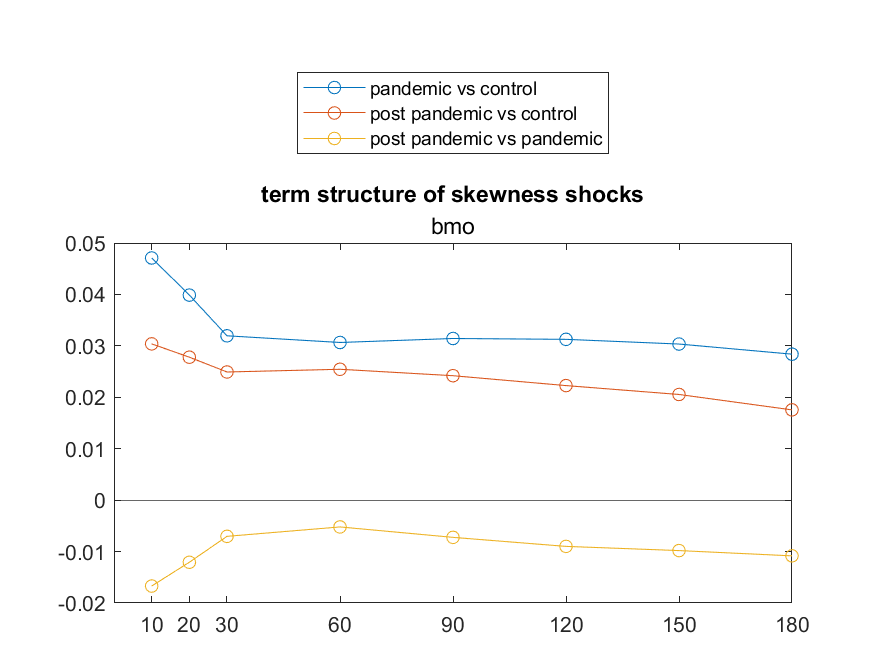 pandemic vs control
post pandemic vs control
post pandemic vs pandemic
term structure of skewness shocks
bmo
0.05
0.04
0.03
0.02
0.01
0
-0.01
-0.02
10 20 30 60 90 120 150 180